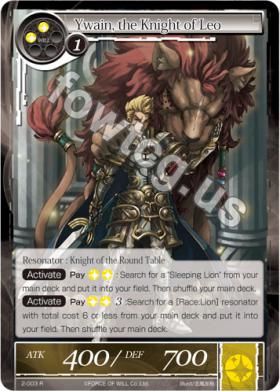 Ywain, the Knight of Leo
WILL
1
fowtcg.us
Resonator : Knight of the Round Table
Activate Pay : Search for a "Sleeping Lion" from your
main deck and put it into your field. Then shuffle your main deck.
Activate Pay 3 : Search for a [Race:Lion] resonator
with total cost 6 or less from your main deck and put it into your
field. Then shuffle your main deck.
ATK 400 / DEF 700
2-003 R ©FORCE OF WILL Co.,Ltd.